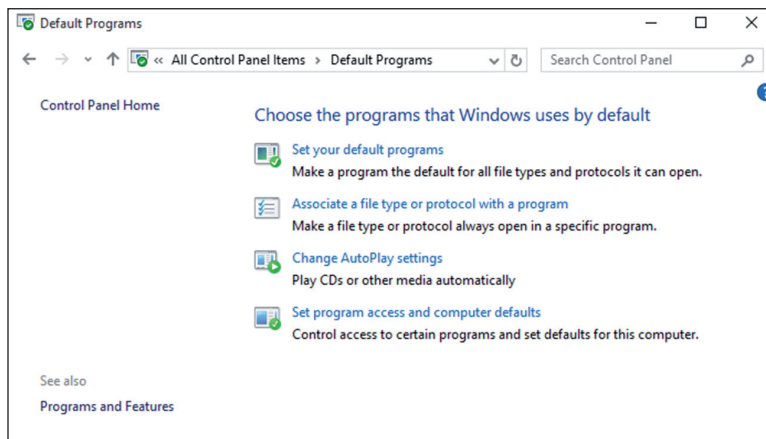 Default Programs
« All Control Panel Items > Default Programs
Search Control Panel
Control Panel Home
Choose the programs that Windows uses by default
Set your default programs
Make a program the default for all file types and protocols it can open.
Associate a file type or protocol with a program
Make a file type or protocol always open in a specific program.
Change AutoPlay settings
Play CDs or other media automatically
Set program access and computer defaults
Control access to certain programs and set defaults for this computer.
See also
Programs and Features